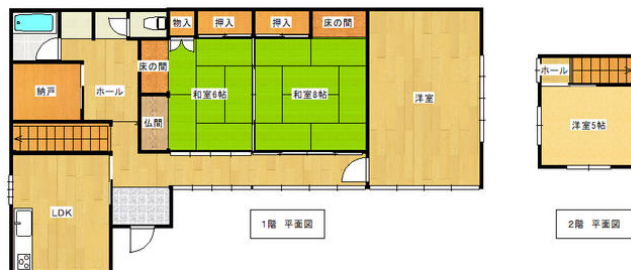 物入
押入
押入
床の間
床の間
ホール
納戸
和室6帖
和室8帖
洋室
仏間
LDK
1階 平面図
ホール
洋室5帖
2階 平面図